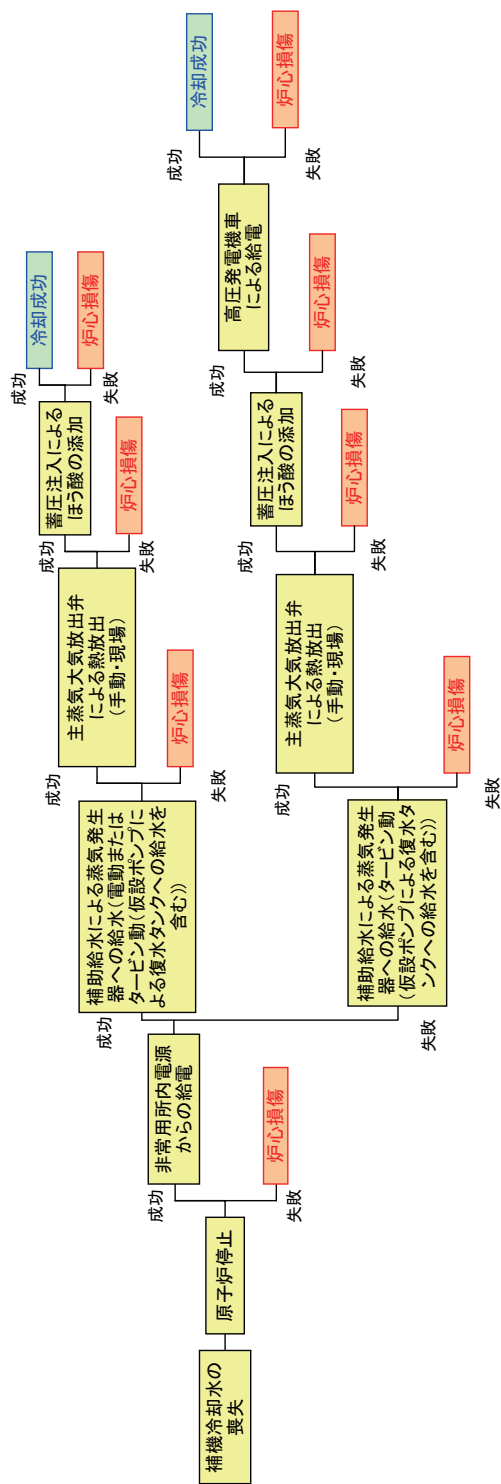 補機冷却水の
喪失
原子炉停止
成功
失敗
非常用所内電源
からの給電
炉心損傷
成功
失敗
補助給水による蒸気発生
器への給水(電動または
タービン動(仮設ポンプに
よる復水タンクへの給水を
含む))
成功
失敗
炉心損傷
主蒸気大気放出弁
による熱放出
(手動・現場)
成功
失敗
炉心損傷
蓄圧注入による
ほう酸の添加
成功
失敗
冷却成功
炉心損傷
補助給水による蒸気発生
器への給水(タービン動
(仮設ポンプによる復水タ
ンクへの給水を含む))
成功
失敗
炉心損傷
主蒸気大気放出弁
による熱放出
(手動・現場)
成功
失敗
炉心損傷
蓄圧注入による
ほう酸の添加
成功
失敗
炉心損傷
高圧発電機車
による給電
成功
失敗
冷却成功
炉心損傷